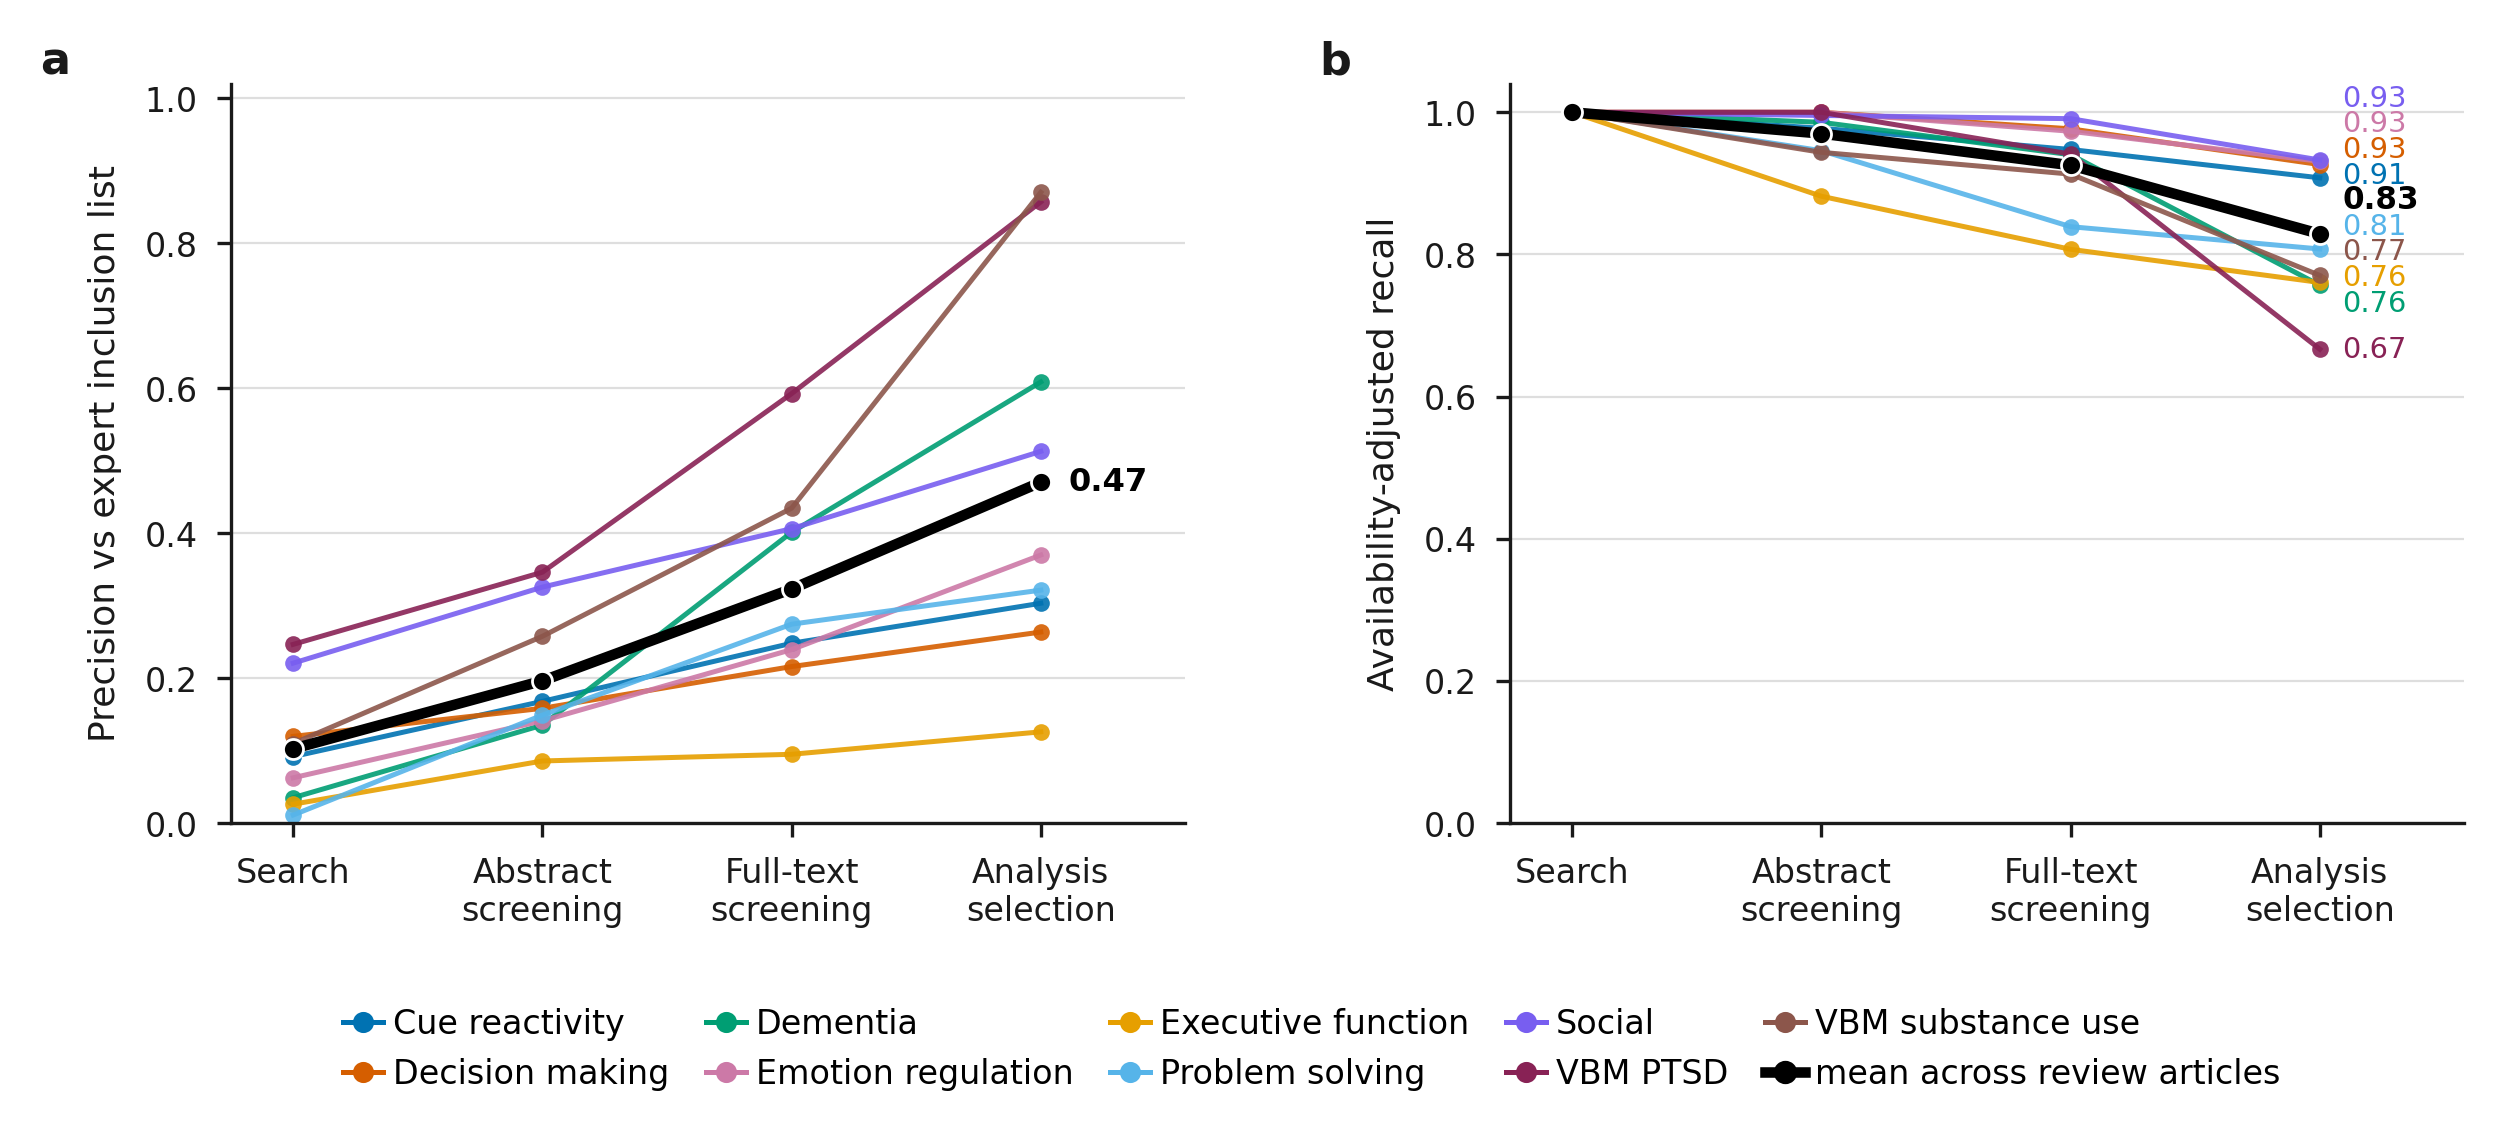 a
Precision vs expert inclusion list
1.0
0.8
0.6
0.4
0.2
0.0
0.47
Search
Abstract
screening
Full-text
screening
Analysis
selection
b
Availability-adjusted recall
1.0
0.8
0.6
0.4
0.2
0.0
0.93
0.93
0.93
0.91
0.83
0.81
0.77
0.76
0.76
0.67
Search
Abstract
screening
Full-text
screening
Analysis
selection
Cue reactivity
Decision making
Dementia
Emotion regulation
Executive function
Problem solving
Social
VBM PTSD
VBM substance use
mean across review articles